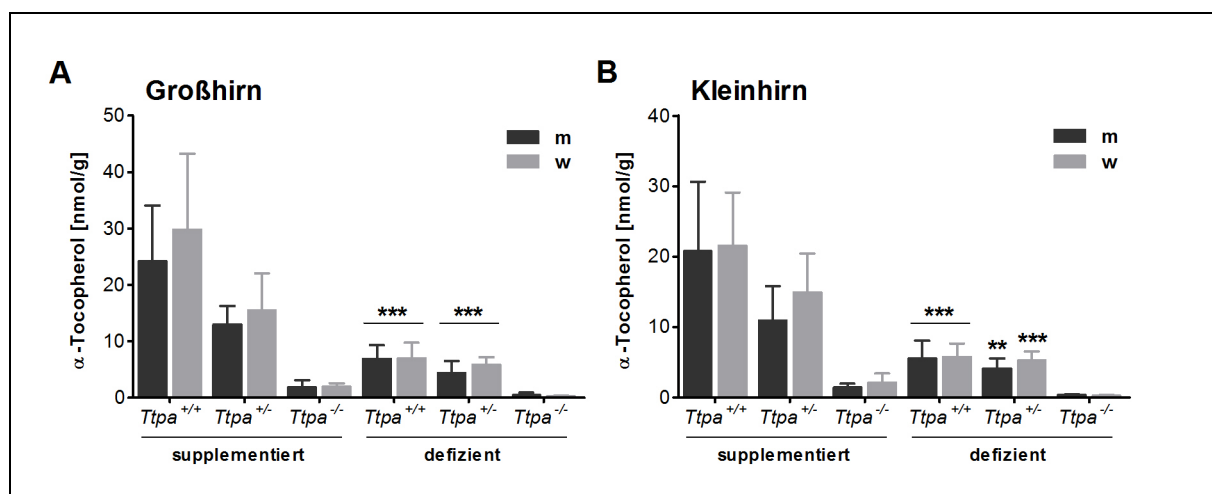 A
Großhirn
m
w
α-Tocopherol [nmol/g]
50
40
30
20
10
0
*** ***
Ttpa +/+ Ttpa +/- Ttpa -/- Ttpa +/+ Ttpa +/- Ttpa -/-
supplementiert defizient
B
Kleinhirn
m
w
α-Tocopherol [nmol/g]
40
30
20
10
0
*** ** ***
Ttpa +/+ Ttpa +/- Ttpa -/- Ttpa +/+ Ttpa +/- Ttpa -/-
supplementiert defizient